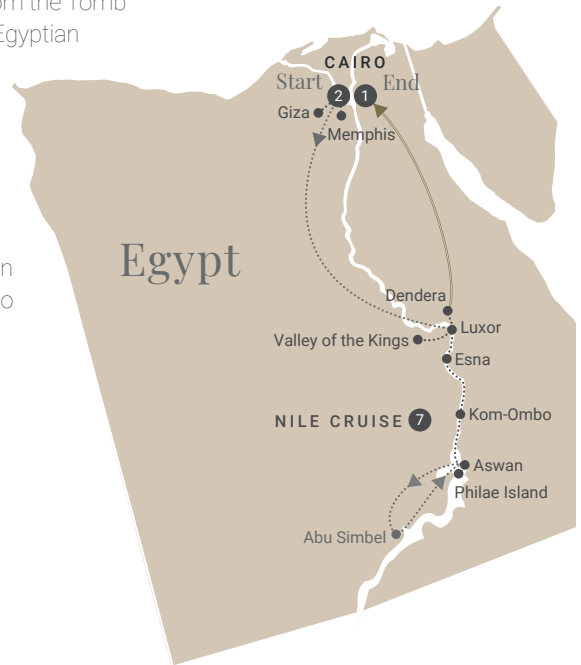 om the Tomb
Egyptian
n
o
CAIRO
Start 2 1 End
Giza
Memphis
Egypt
Dendera
Luxor
Valley of the Kings
Esna
NILE CRUISE 7
Kom-Ombo
Aswan
Philae Island
Abu Simbel